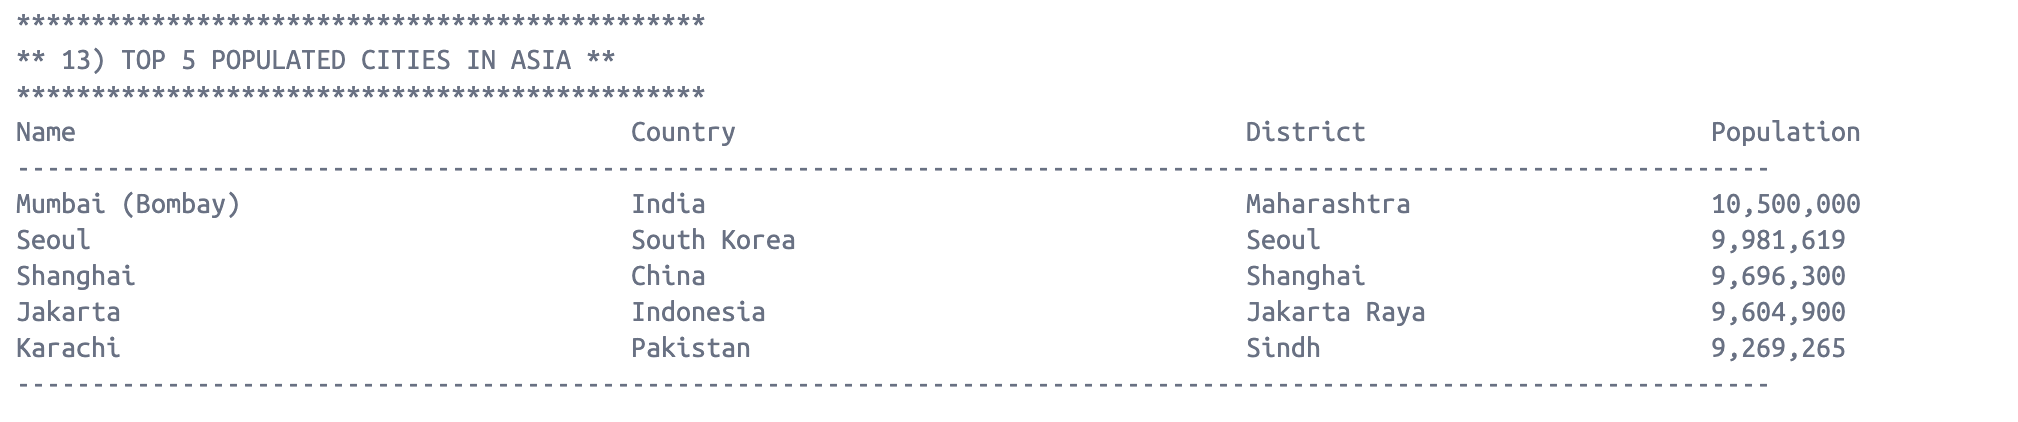 **********************************************
** 13) TOP 5 POPULATED CITIES IN ASIA **
**********************************************
Name Country District Population
---------------------------------------------------------------------------------------------------------------------
Mumbai (Bombay) India Maharashtra 10,500,000
Seoul South Korea Seoul 9,981,619
Shanghai China Shanghai 9,696,300
Jakarta Indonesia Jakarta Raya 9,604,900
Karachi Pakistan Sindh 9,269,265
---------------------------------------------------------------------------------------------------------------------